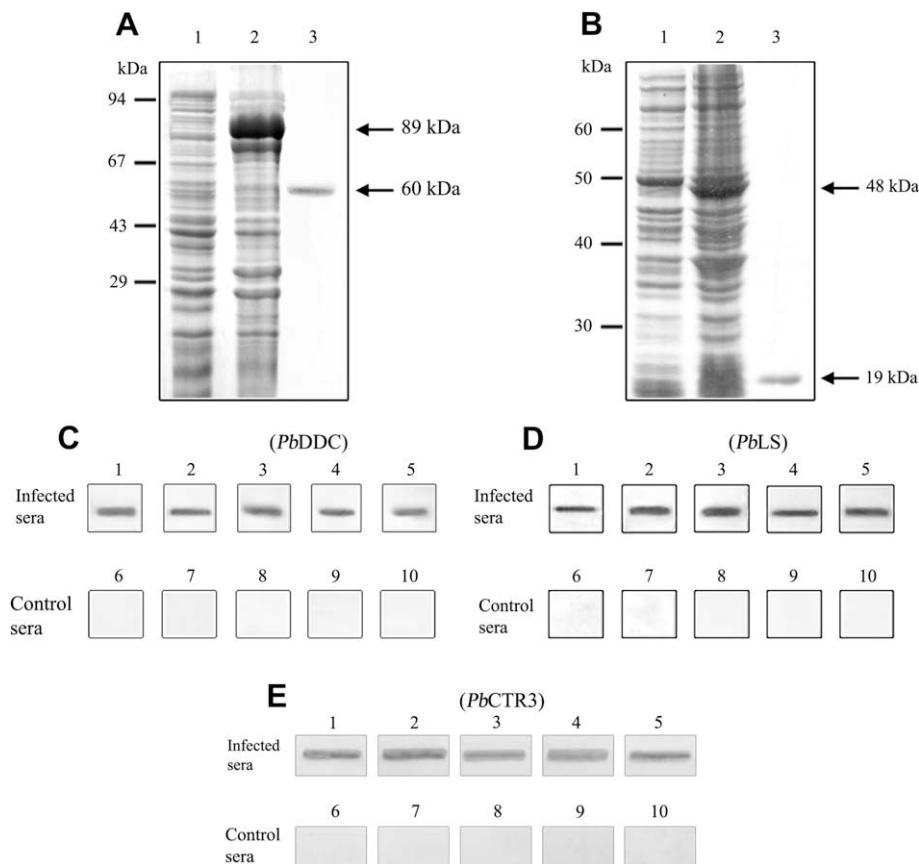 A
1 2 3
kDa
94
67
43
29
89 kDa
60 kDa
B
1 2 3
kDa
60
50
40
30
48 kDa
19 kDa
C
(PbDDC)
1 2 3 4 5
Infected
sera
6 7 8 9 10
Control
sera
D
(PbLS)
1 2 3 4 5
Infected
sera
6 7 8 9 10
Control
sera
E
(PbCTR3)
1 2 3 4 5
Infected
sera
6 7 8 9 10
Control
sera